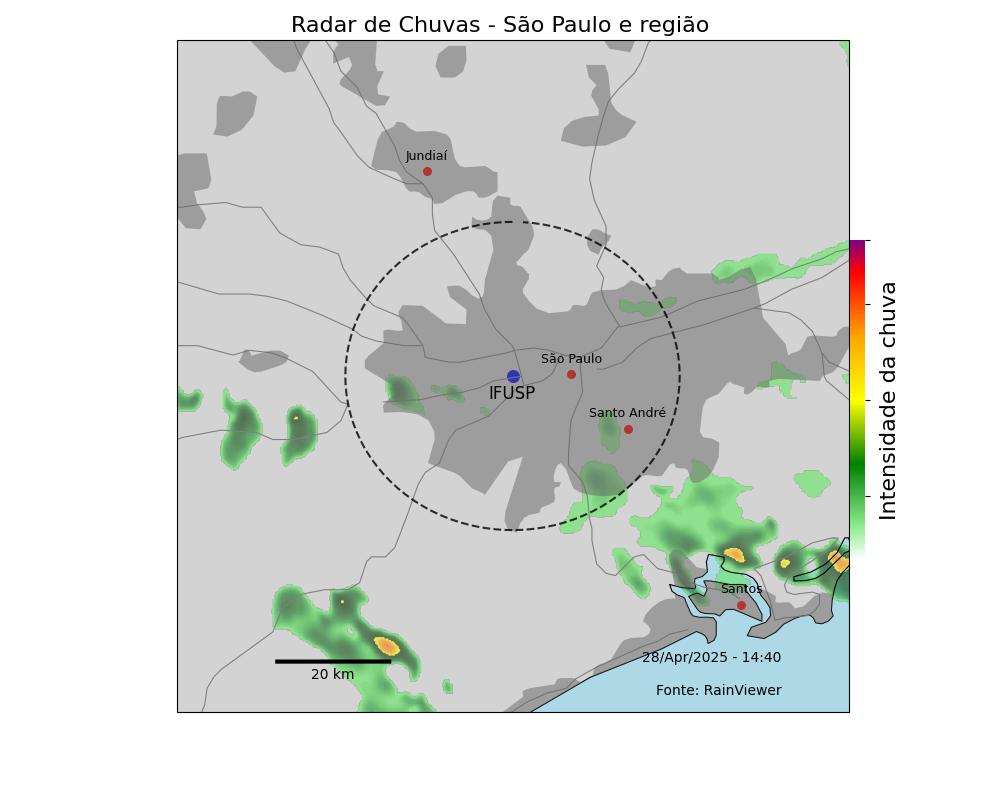 Radar de Chuvas - São Paulo e região
Jundiaí
São Paulo
IFUSP
Santo André
Intensidade da chuva
Santos
28/Apr/2025 - 14:40
20 km
Fonte: RainViewer